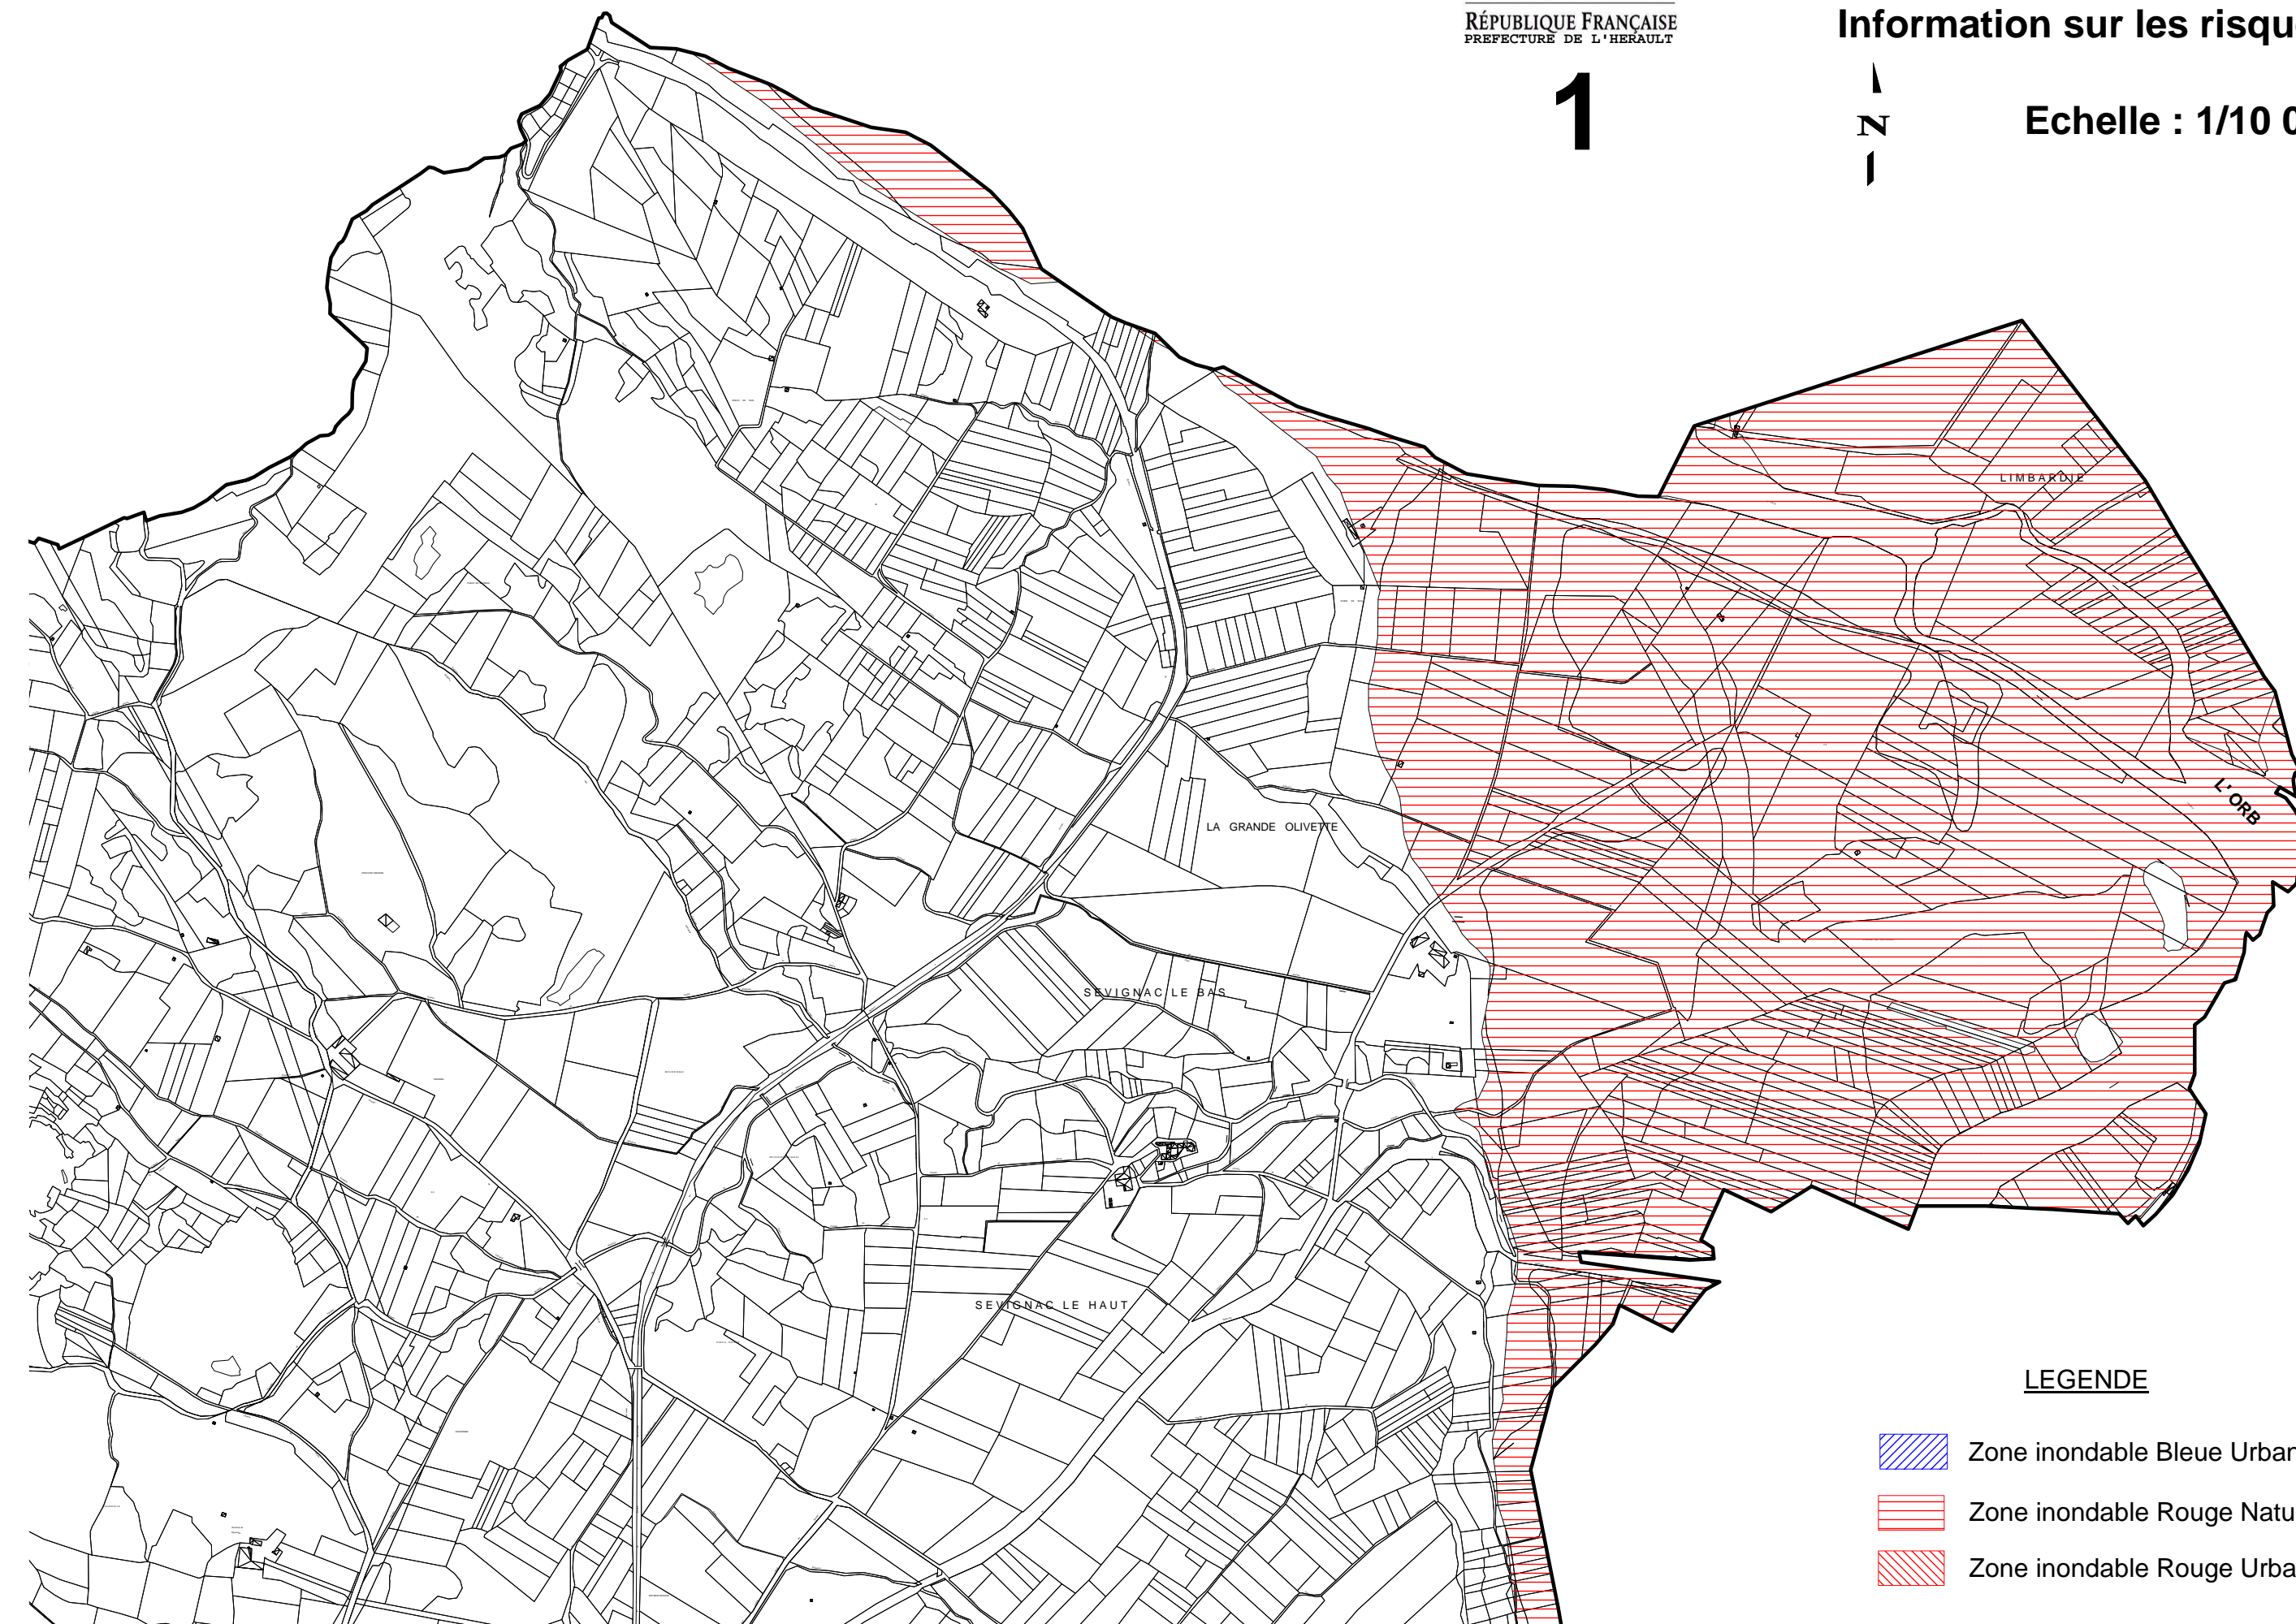 RÉPUBLIQUE FRANÇAISE
PREFECTURE DE L'HERAULT
1
Information sur les risqu
N
Echelle : 1/10 0
LIMBARDIE
L'ORB
LA GRANDE OLIVETTE
SEVIGNAC LE BAS
SEVIGNAC LE HAUT
LEGENDE
Zone inondable Bleue Urba
Zone inondable Rouge Natu
Zone inondable Rouge Urba